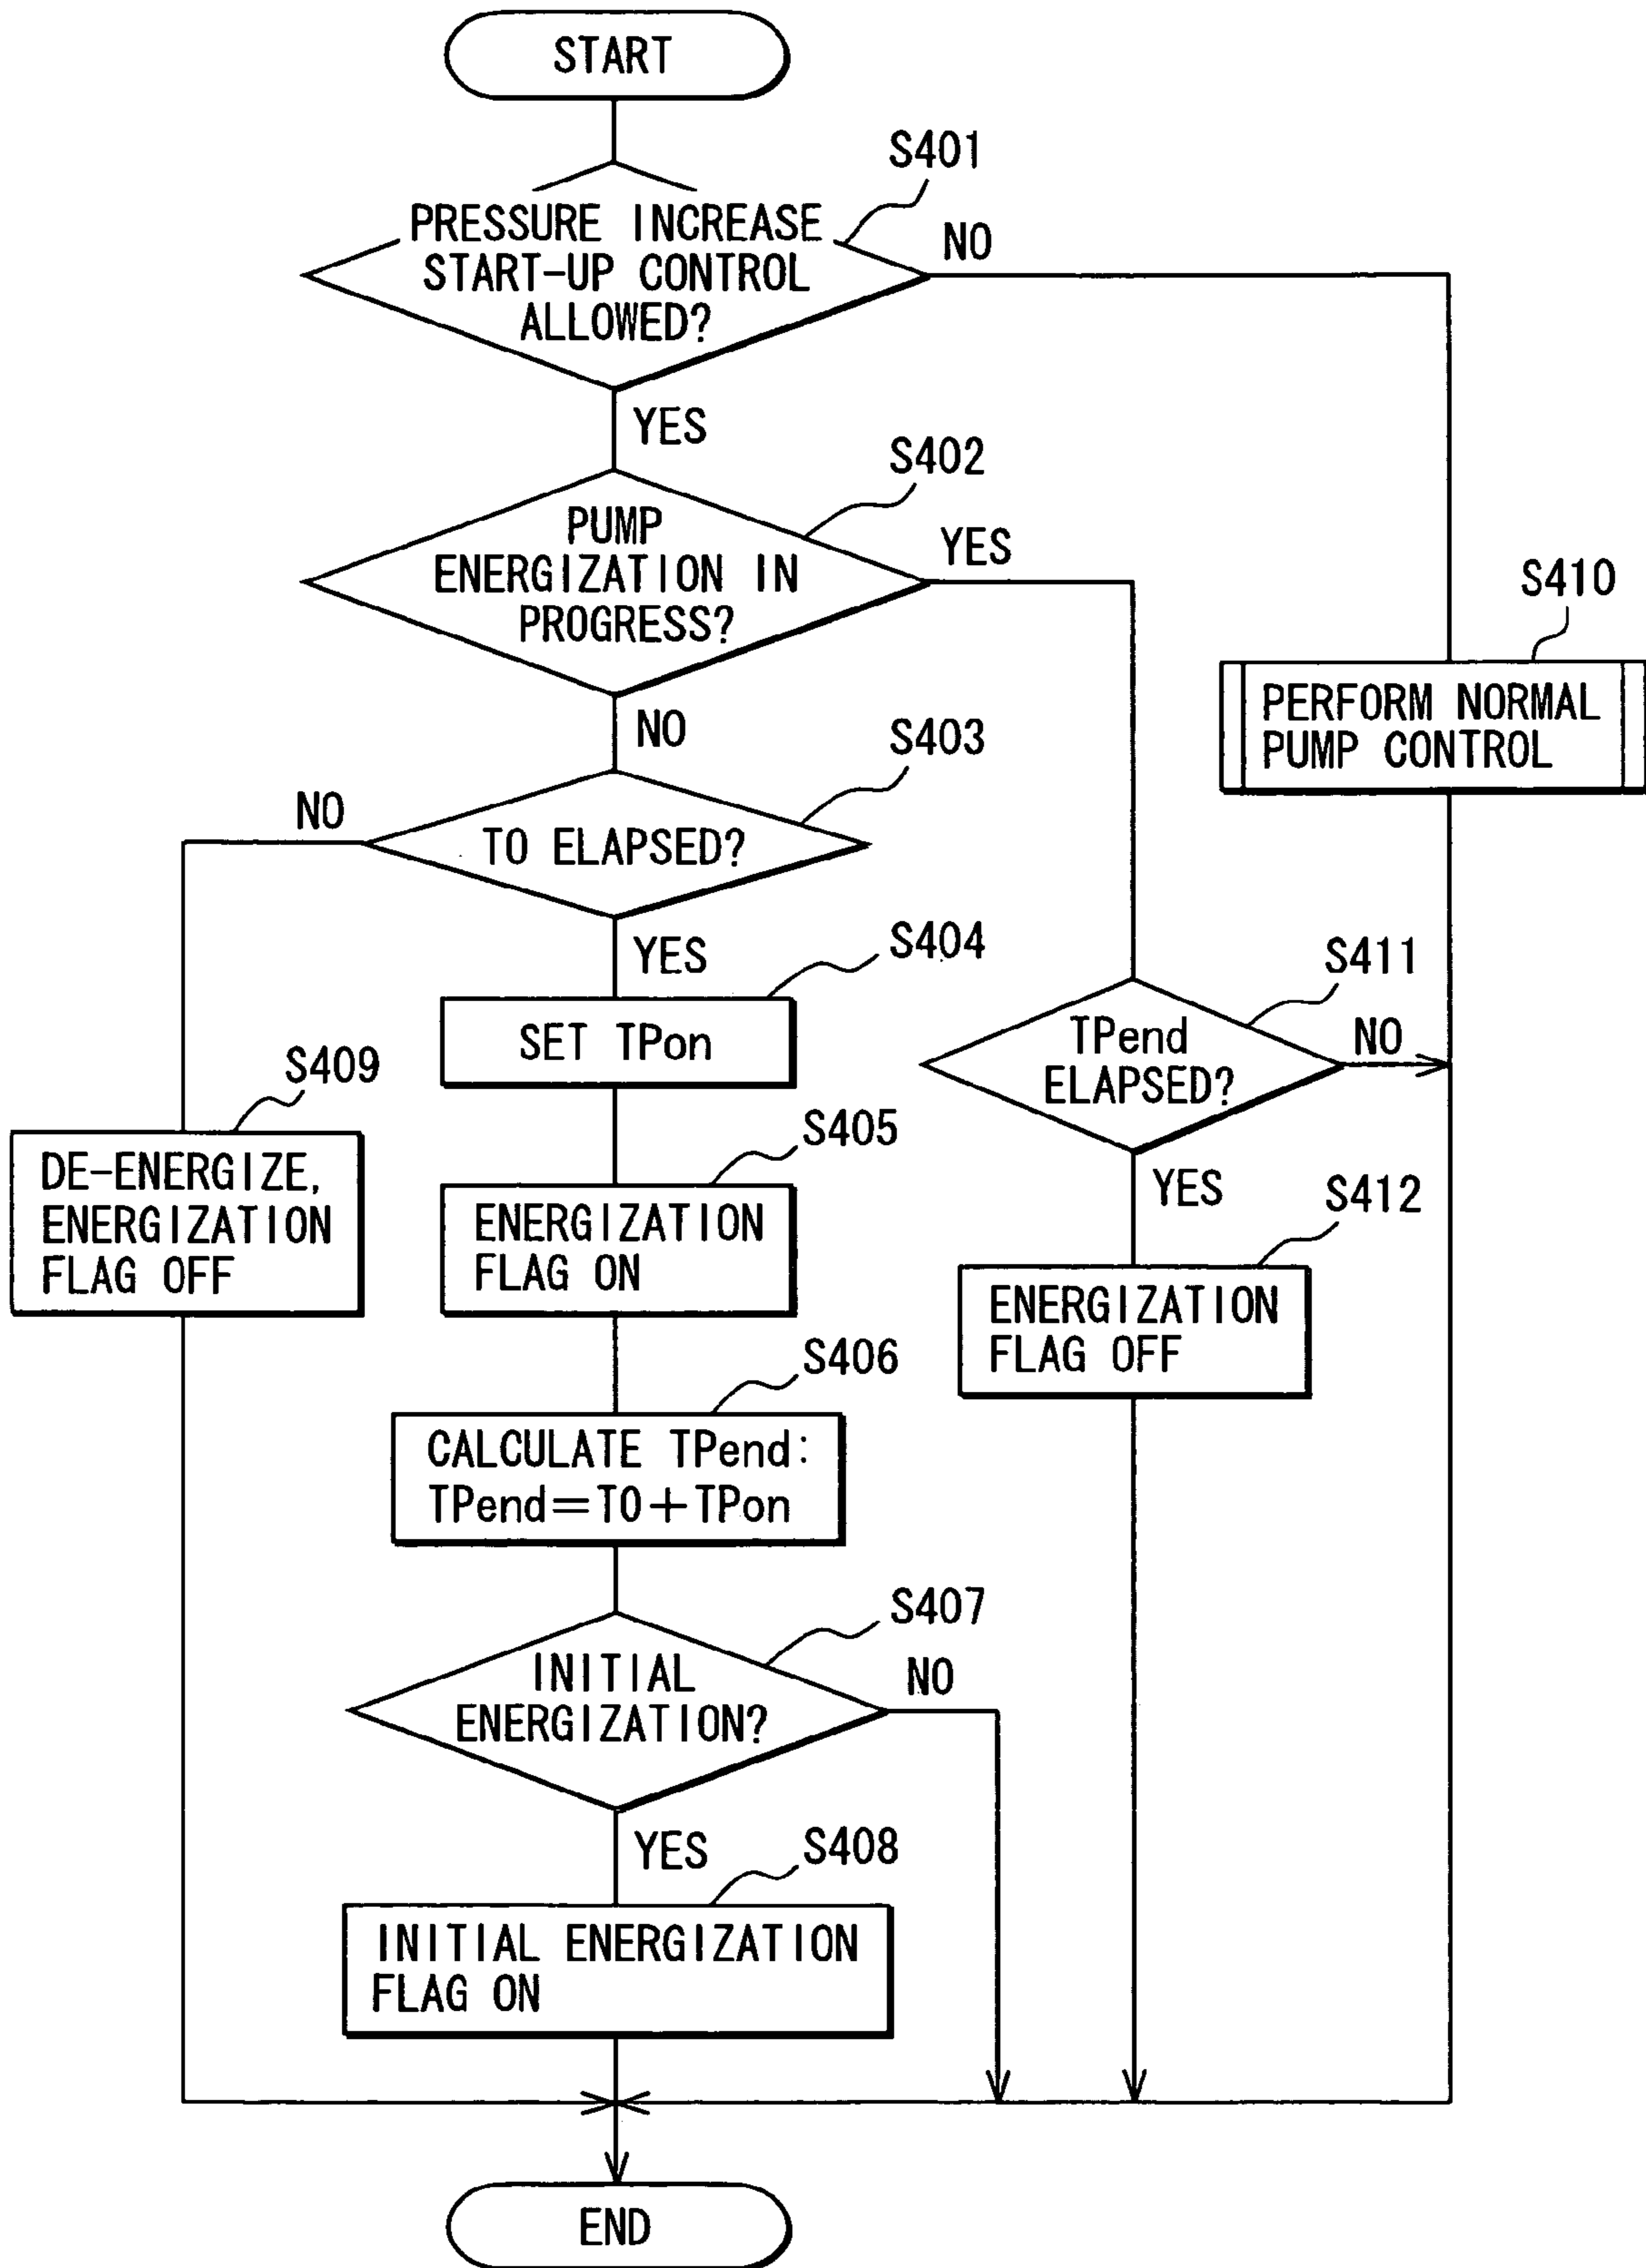 START
S401
PRESSURE INCREASE
START-UP CONTROL
ALLOWED?
NO
YES
S402
PUMP
ENERGIZATION IN
PROGRESS?
YES
NO
S410
PERFORM NORMAL
PUMP CONTROL
S403
NO
T0 ELAPSED?
YES
S404
SET TPon
S411
TPend
ELAPSED?
NO
YES
S409
DE-ENERGIZE,
ENERGIZATION
FLAG OFF
S405
ENERGIZATION
FLAG ON
S412
ENERGIZATION
FLAG OFF
S406
CALCULATE TPend:
TPend=T0+TPon
S407
INITIAL
ENERGIZATION?
NO
YES
S408
INITIAL ENERGIZATION
FLAG ON
END